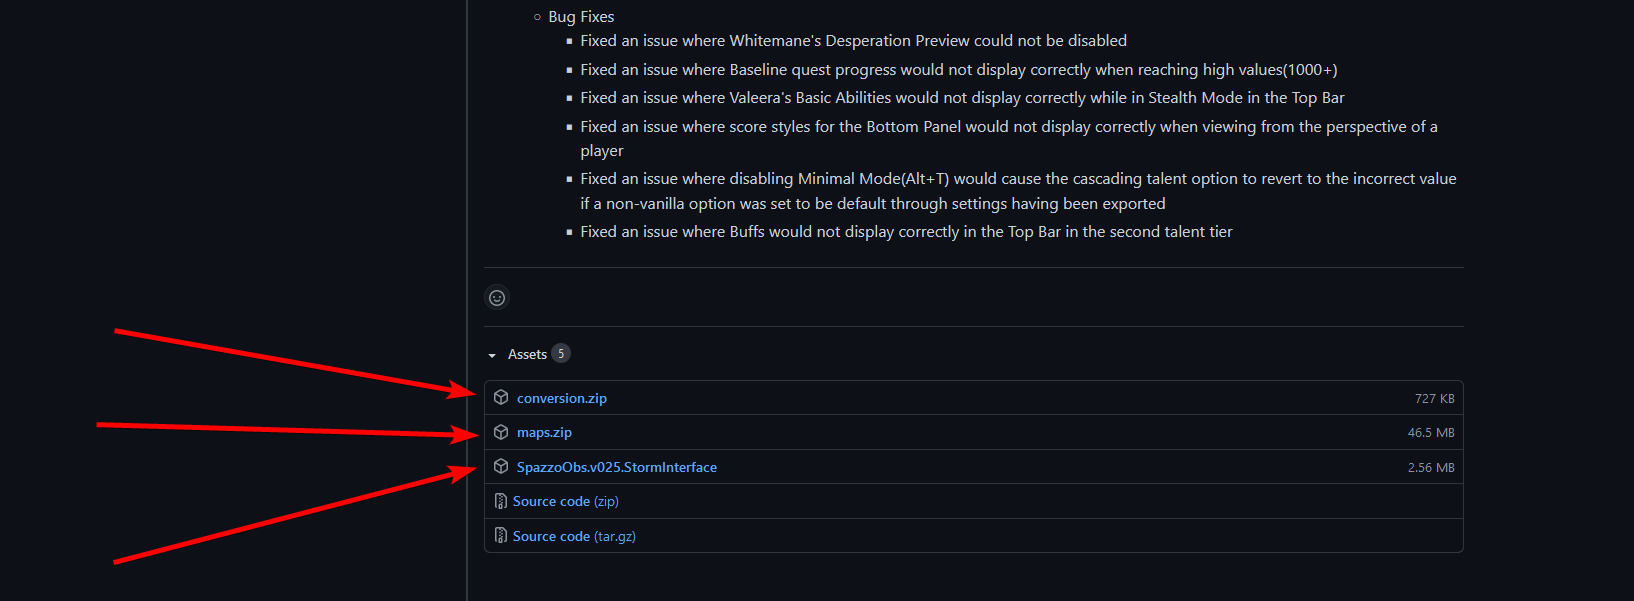 Bug Fixes
Fixed an issue where Whitemane's Desperation Preview could not be disabled
Fixed an issue where Baseline quest progress would not display correctly when reaching high values(1000+)
Fixed an issue where Valeera's Basic Abilities would not display correctly while in Stealth Mode in the Top Bar
Fixed an issue where score styles for the Bottom Panel would not display correctly when viewing from the perspective of a
player
Fixed an issue where disabling Minimal Mode(Alt+T) would cause the cascading talent option to revert to the incorrect value
if a non-vanilla option was set to be default through settings having been exported
Fixed an issue where Buffs would not display correctly in the Top Bar in the second talent tier
Assets 5
conversion.zip 727 KB
maps.zip 46.5 MB
SpazzoObs.v025.StormInterface 2.56 MB
Source code (zip)
Source code (tar.gz)